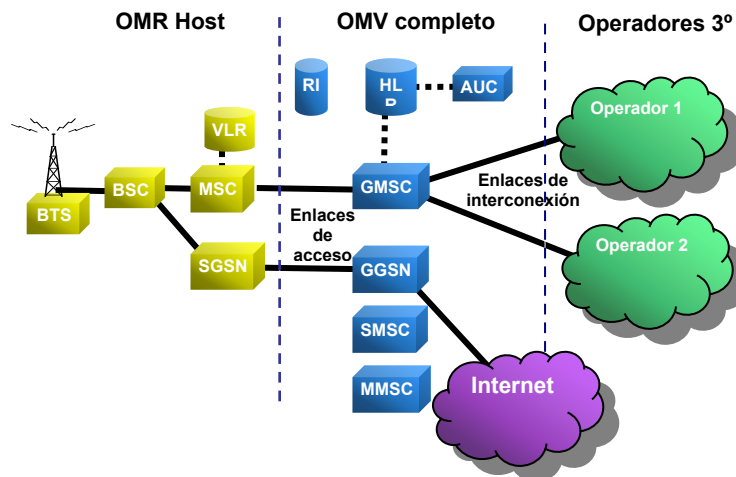 OMR Host
OMV completo
Operadores 3º
RI
HL
R
AUC
Operador 1
VLR
BSC
MSC
GMSC
BTS
Enlaces de
interconexión
Enlaces
de
acceso
Operador 2
SGSN
GGSN
SMSC
MMSC
Internet